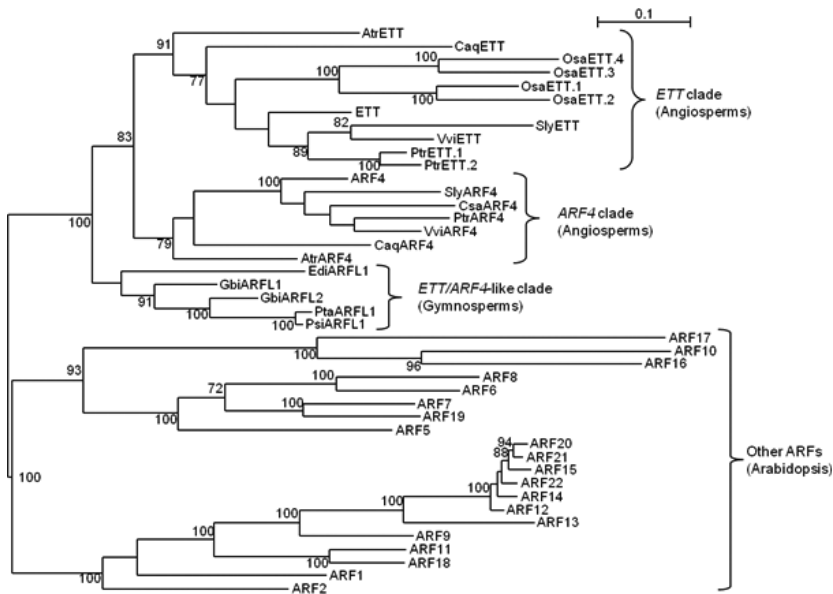 0.1
91
AtrETT
CaqETT
77
OsaETT.4
100
OsaETT.3
100
OsaETT.1
100
OsaETT.2
ETT clade
(Angiosperms)
83
ETT
82
SlyETT
VviETT
89
PtrETT.1
100
PtrETT.2
100
ARF4
SlyARF4
CsaARF4
PtrARF4
VviARF4
ARF4 clade
(Angiosperms)
100
79
CaqARF4
AtrARF4
EdiARFL1
GbiARFL1
91
GbiARFL2
100
PtaARFL1
100
PsiARFL1
ETT/ARF4-like clade
(Gymnosperms)
ARF17
100
ARF10
96
ARF16
93
100
ARF8
72
ARF6
100
ARF7
ARF19
100
ARF5
94
ARF20
88
ARF21
ARF15
ARF22
100
ARF14
ARF12
100
ARF13
Other ARFs
(Arabidopsis)
100
100
ARF9
100
ARF11
100
ARF18
100
ARF1
ARF2